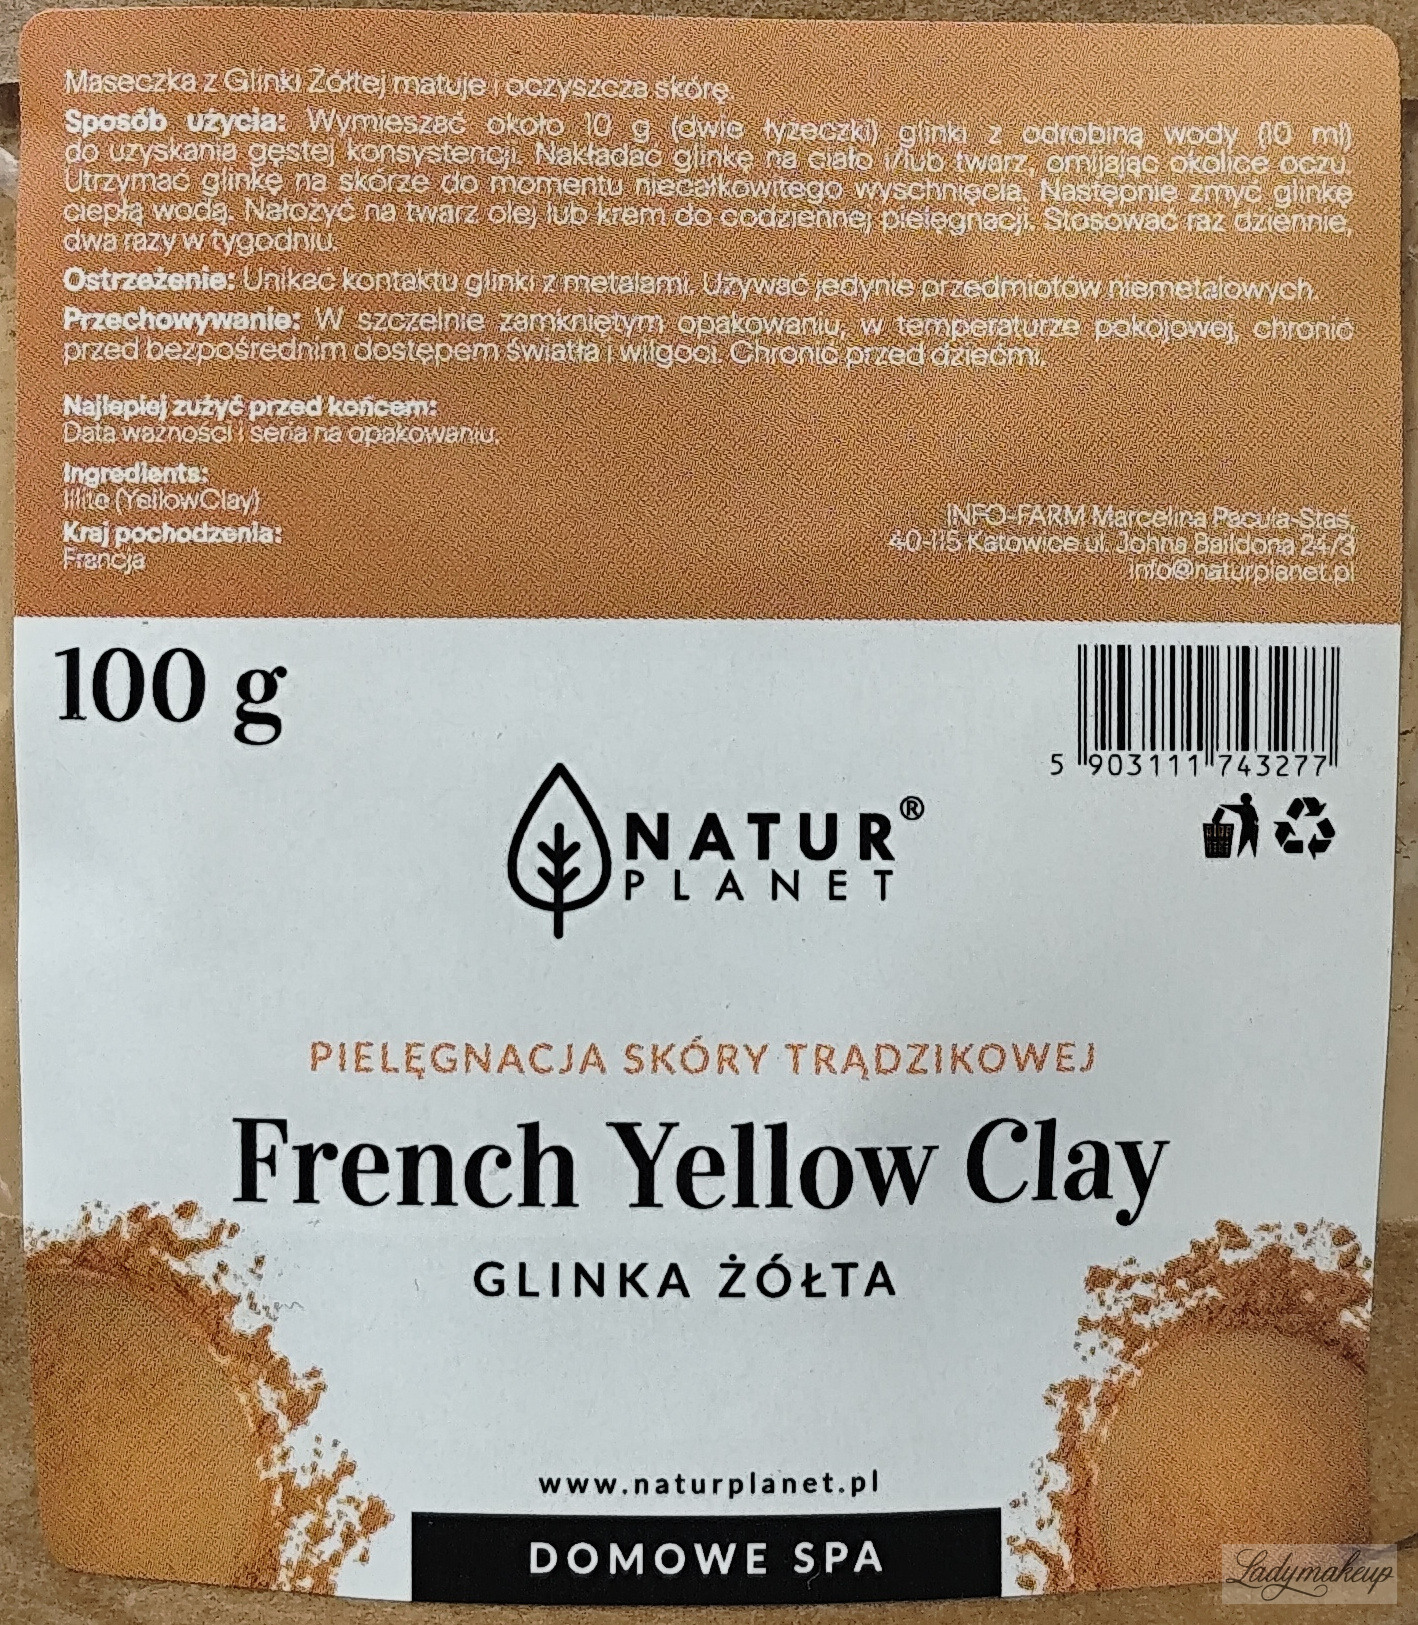 Maseczka z Glinki Żółtej matuje i oczyszcza skórę.
Sposób użycia: Wymieszać około 10 g (dwie łyżeczki) glinki z odrobiną wody (10 ml)
do uzyskania gęstej konsystencji. Nakładać glinkę na ciało i/lub twarz, omijając okolice oczu.
Utrzymać glinkę na skórze do momentu niecałkowitego wyschnięcia. Następnie zmyć glinkę
ciepłą wodą. Nałożyć na twarz olej lub krem do codziennej pielęgnacji. Stosować raz dziennie,
dwa razy w tygodniu.
Ostrzeżenie: Unikać kontaktu glinki z metalami. Używać jedynie przedmiotów niemetalowych.
Przechowywanie: W szczelnie zamkniętym opakowaniu, w temperaturze pokojowej, chronić
przed bezpośrednim dostępem światła i wilgoci. Chronić przed dziećmi.
Najlepiej zużyć przed końcem:
Data ważności i seria na opakowaniu.
Ingredients:
Illite (YellowClay)
Kraj pochodzenia:
Francja
INFO-FARM Marcelina Pacuła-Staś,
40-115 Katowice ul. Johna Baildona 24/3
info@naturplanet.pl
100 g
5 903111 743277
NATUR®
PLANET
PIELĘGNACJA SKÓRY TRĄDZIKOWEJ
French Yellow Clay
GLINKA ŻÓŁTA
www.naturplanet.pl
DOMOWE SPA
Ladymakeup